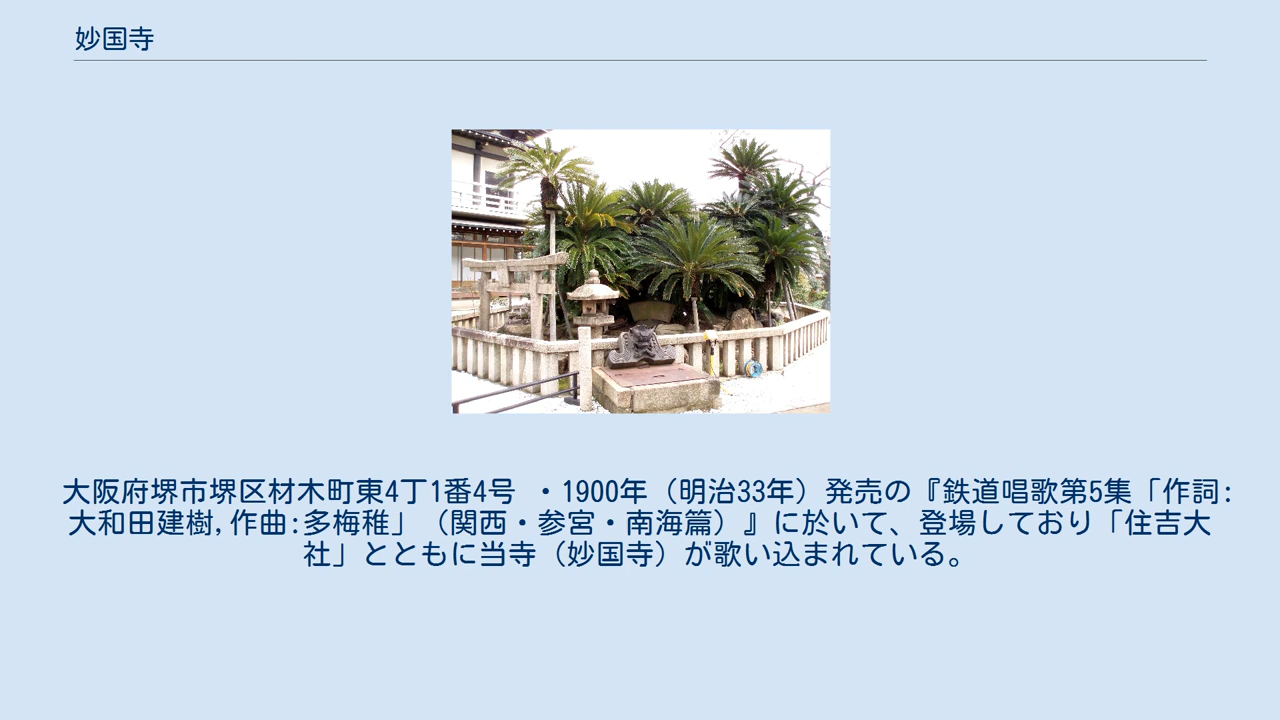 妙国寺
大阪府堺市堺区材木町東4丁1番4号 ・1900年（明治33年）発売の『鉄道唱歌第5集「作詞:
大和田建樹,作曲:多梅稚」（関西・参宮・南海篇）』に於いて、登場しており「住吉大
社」とともに当寺（妙国寺）が歌い込まれている。